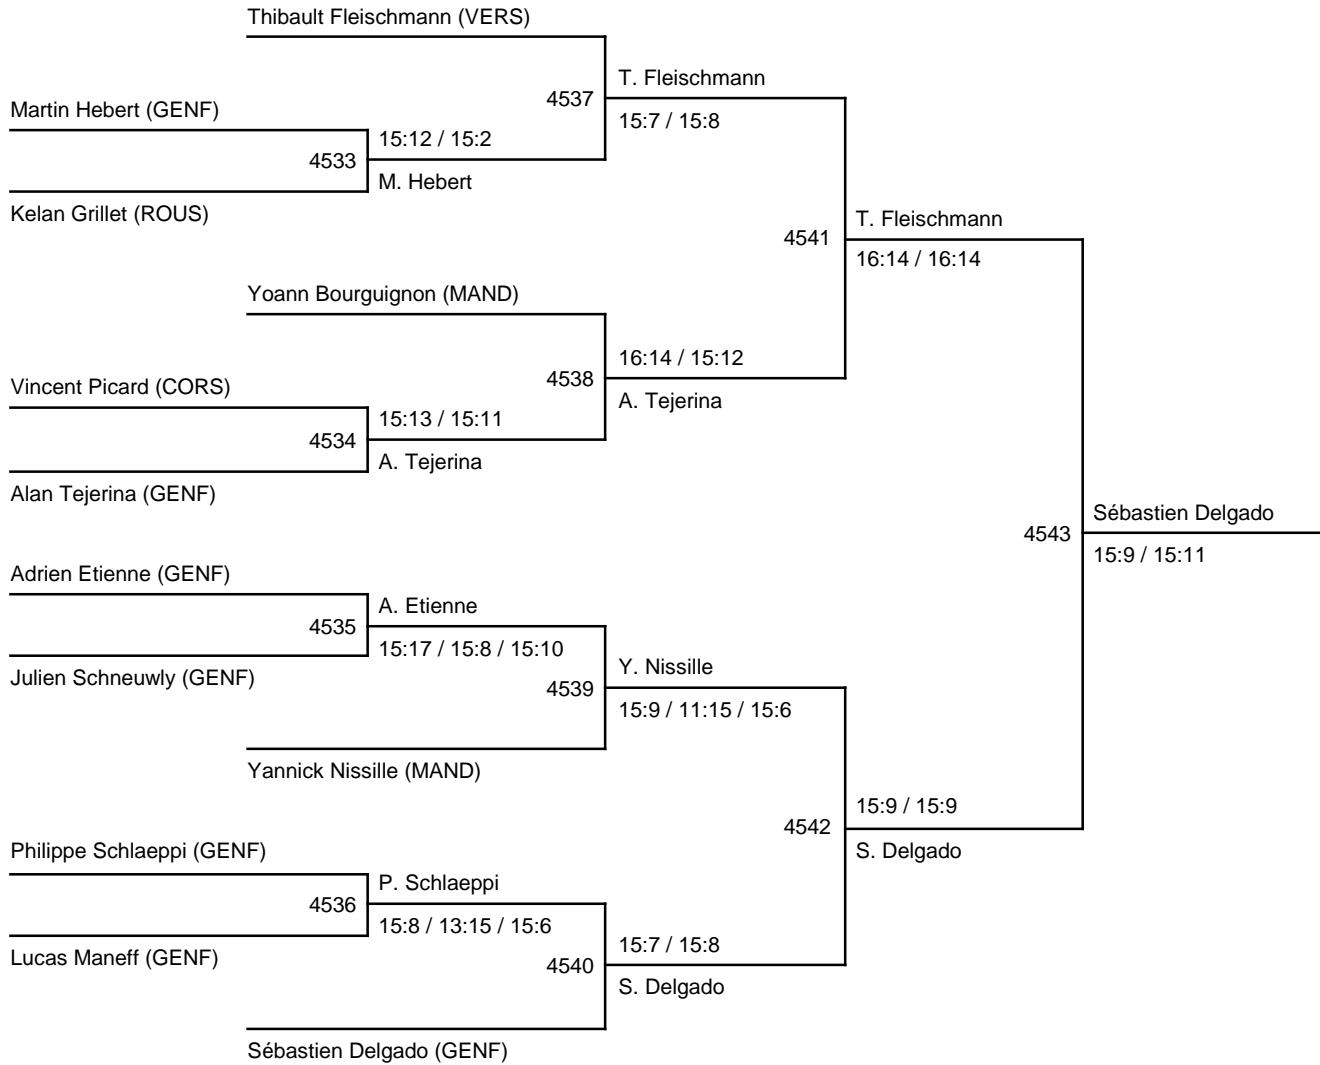 Thibault Fleischmann (VERS)
T. Fleischmann
4537
Martin Hebert (GENF)
15:7 / 15:8
15:12 / 15:2
4533
M. Hebert
Kelan Grillet (ROUS)
T. Fleischmann
4541
16:14 / 16:14
Yoann Bourguignon (MAND)
16:14 / 15:12
4538
Vincent Picard (CORS)
A. Tejerina
15:13 / 15:11
4534
A. Tejerina
Alan Tejerina (GENF)
Sébastien Delgado
4543
15:9 / 15:11
Adrien Etienne (GENF)
A. Etienne
4535
15:17 / 15:8 / 15:10
Julien Schneuwly (GENF)
Y. Nissille
4539
15:9 / 11:15 / 15:6
Yannick Nissille (MAND)
15:9 / 15:9
4542
S. Delgado
Philippe Schlaeppi (GENF)
P. Schlaeppi
4536
15:8 / 13:15 / 15:6
Lucas Maneff (GENF)
15:7 / 15:8
4540
S. Delgado
Sébastien Delgado (GENF)